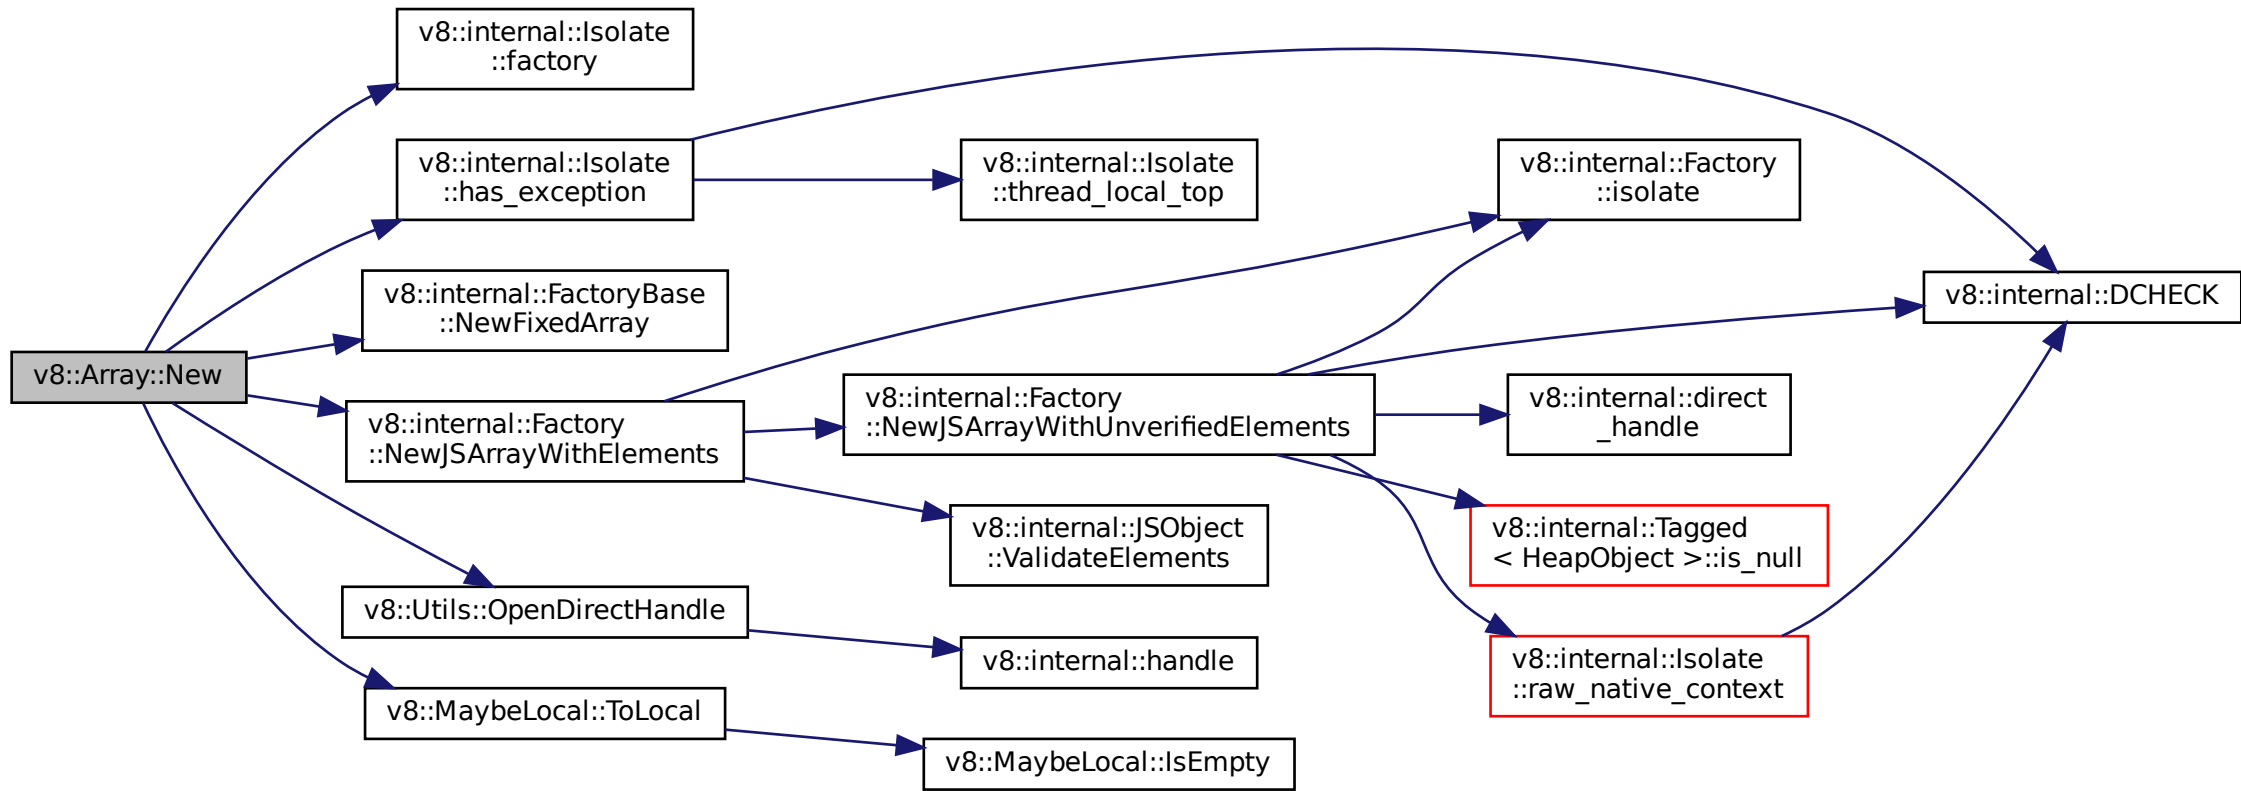 v8::internal::Isolate
::factory
v8::internal::Isolate
::has_exception
v8::internal::Isolate
::thread_local_top
v8::internal::Factory
::isolate
v8::internal::FactoryBase
::NewFixedArray
v8::internal::DCHECK
v8::Array::New
v8::internal::Factory
::NewJSArrayWithElements
v8::internal::Factory
::NewJSArrayWithUnverifiedElements
v8::internal::direct
_handle
v8::internal::JSObject
::ValidateElements
v8::internal::Tagged
< HeapObject >::is_null
v8::Utils::OpenDirectHandle
v8::internal::handle
v8::internal::Isolate
::raw_native_context
v8::MaybeLocal::ToLocal
v8::MaybeLocal::IsEmpty